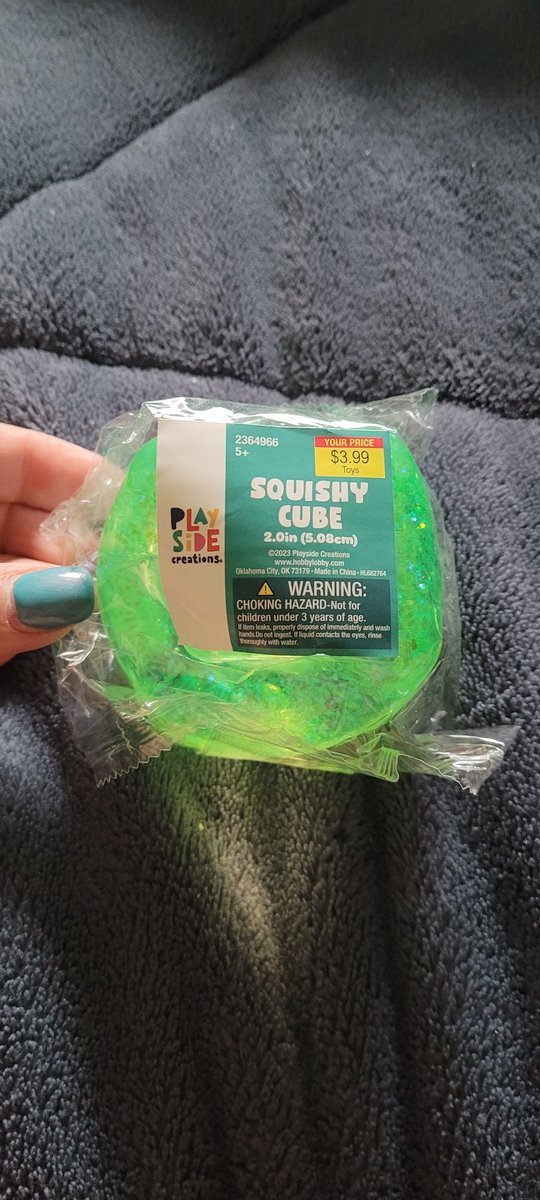 2364966
5+
YOUR PRICE
$3.99
Toys
PLAY
SiDE
creations.
SQUISHY
CUBE
2.0in (5.08cm)
©2023 Playside Creations
www.hobbylobby.com
Oklahoma City, OK 73179 • Made in China • HL662764
WARNING:
CHOKING HAZARD-Not for
children under 3 years of age.
If item leaks, properly dispose of immediately and wash
hands.Do not ingest. If liquid contacts the eyes, rinse
thoroughly with water.